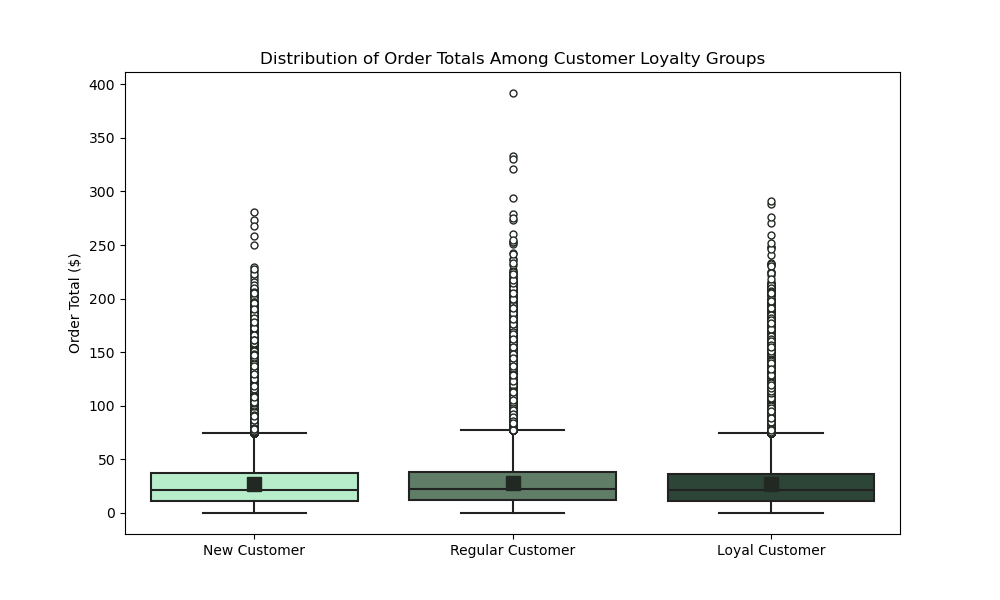 Distribution of Order Totals Among Customer Loyalty Groups
Order Total ($)
400
350
300
250
200
150
100
50
0
New Customer
Regular Customer
Loyal Customer